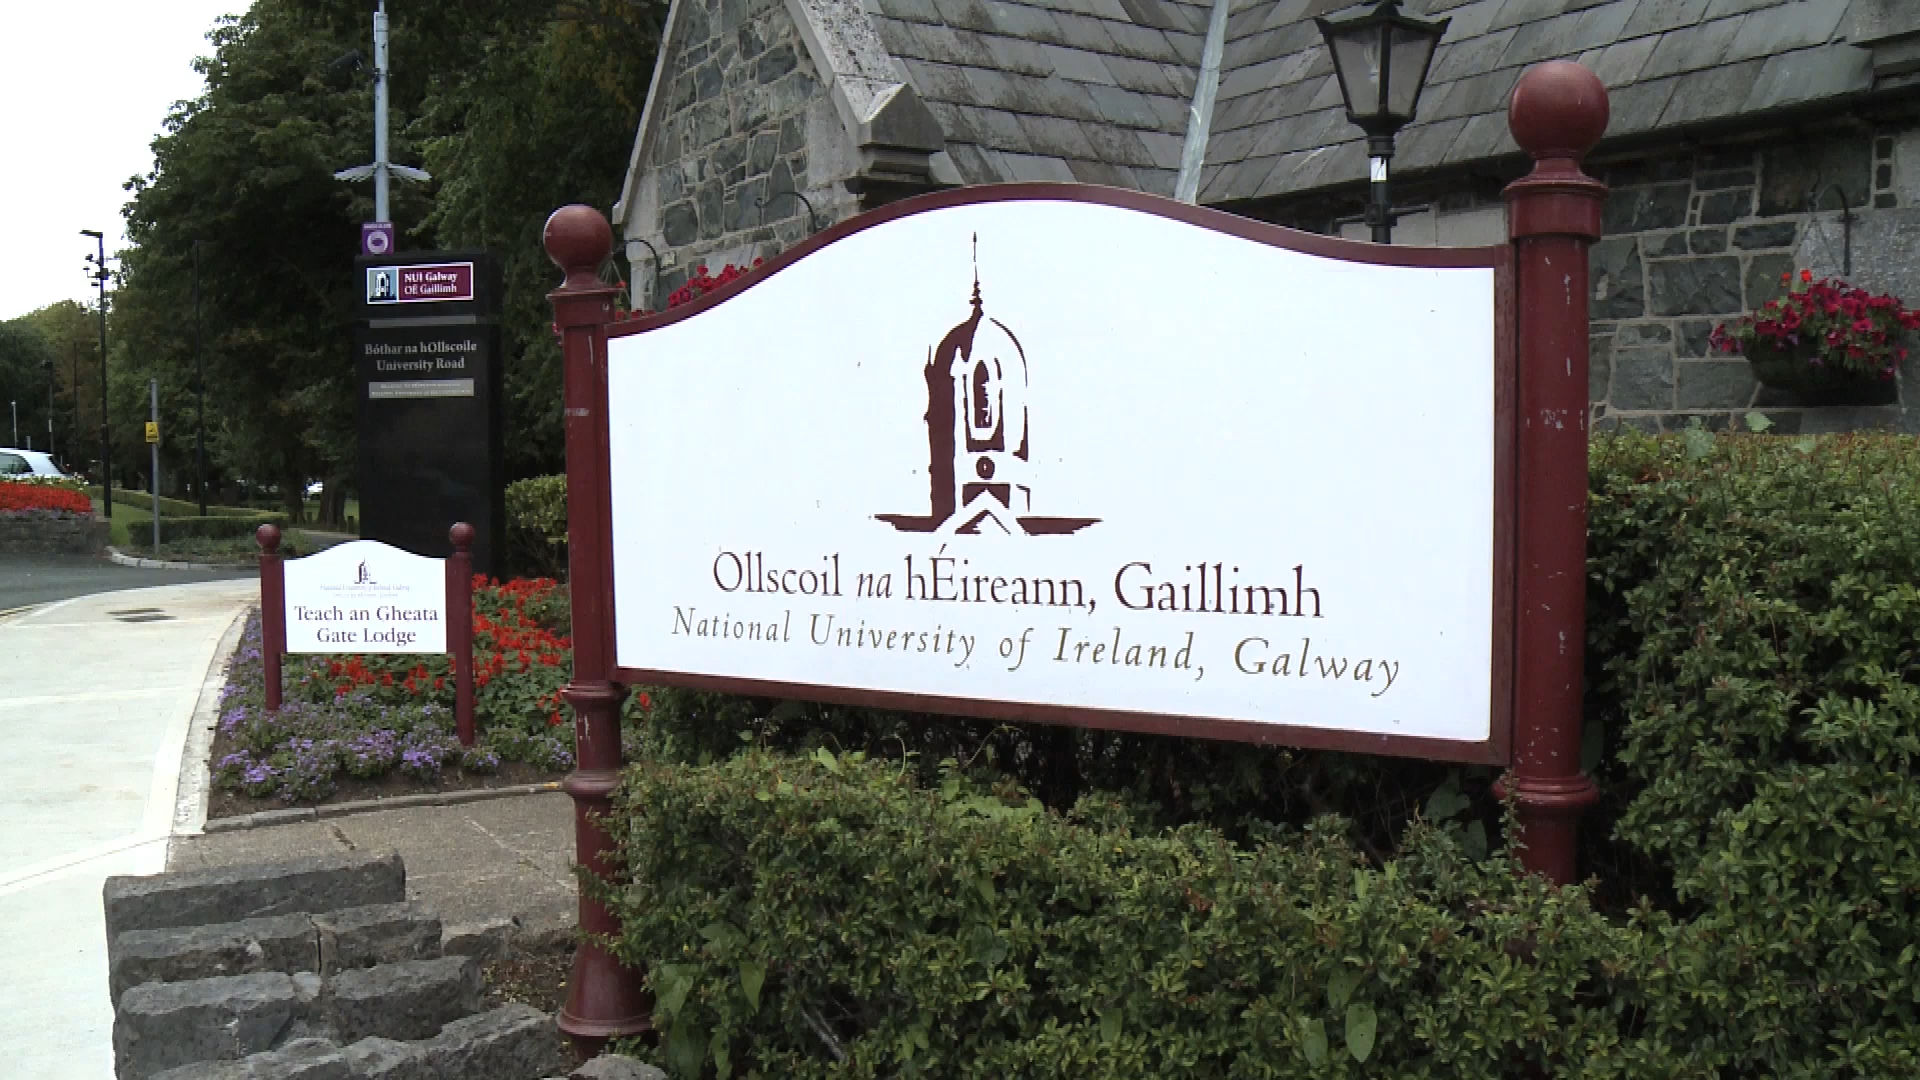 NUI Galway
OÉ Gaillimh
Bóthar na hOllscoile
University Road
Teach an Gheata
Gate Lodge
Ollscoil na hÉireann, Gaillimh
National University of Ireland, Galway